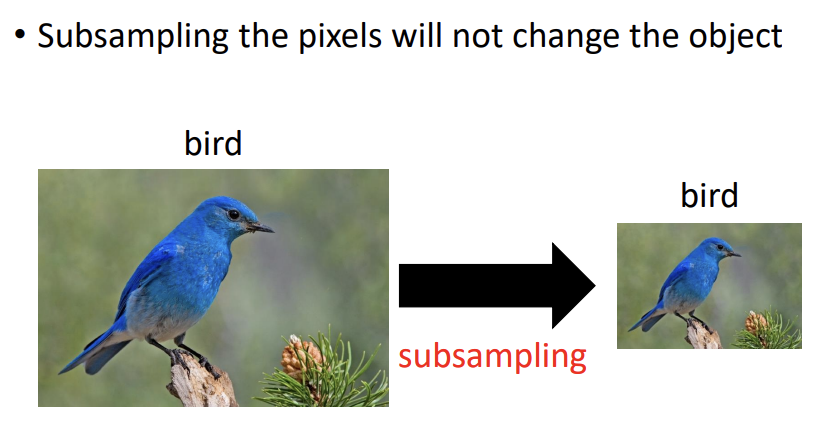 • Subsampling the pixels will not change the object
bird
bird
subsampling